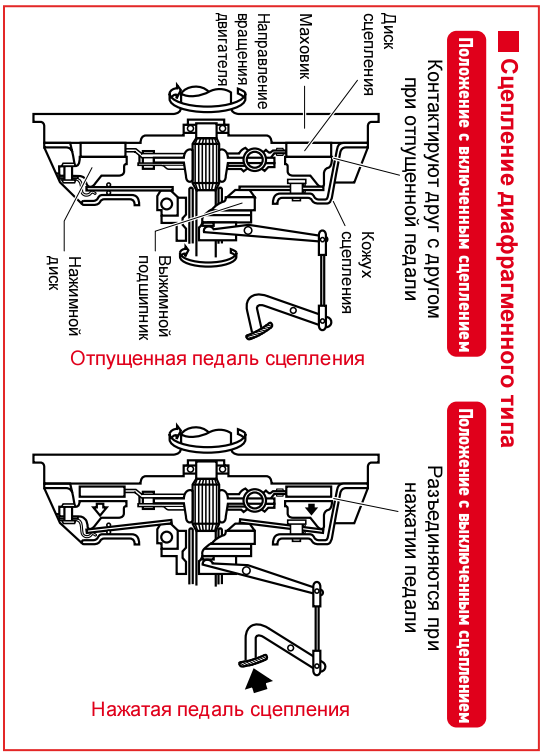 Сцепление диафрагменного типа
Положение с включенным сцеплением
Контактируют друг с другом
при отпущенной педали
Диск
сцепления
Маховик
Направление
вращения
двигателя
Кожух
сцепления
Выжимной
подшипник
Нажимной
диск
Отпущенная педаль сцепления
Положение с выключенным сцеплением
Разъединяются при
нажатии педали
Нажатая педаль сцепления